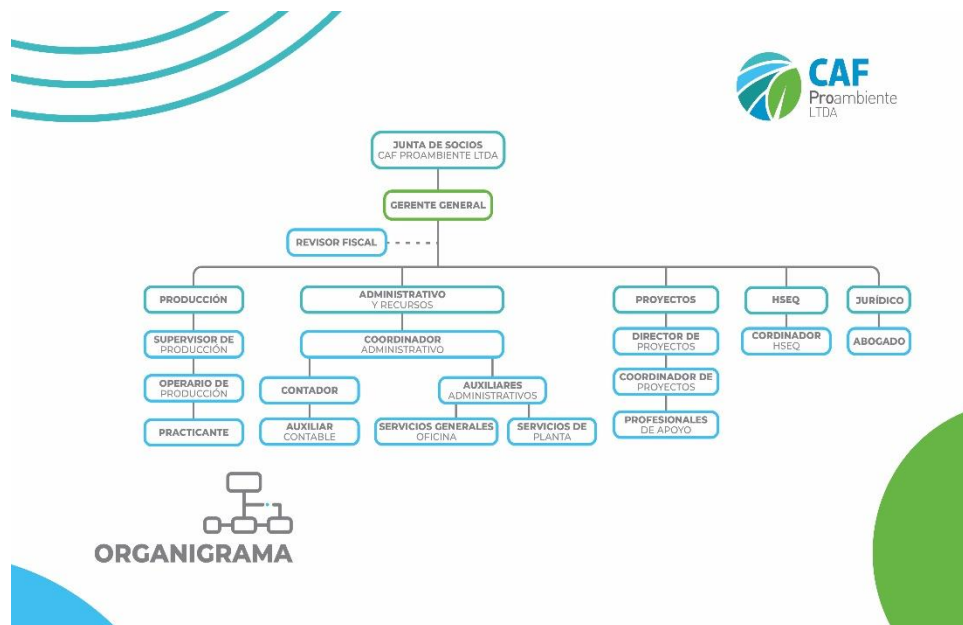 CAF
Proambiente
LTDA
JUNTA DE SOCIOS
CAF PROAMBIENTE LTDA
GERENTE GENERAL
REVISOR FISCAL
PRODUCCIÓN
ADMINISTRATIVO
Y RECURSOS
PROYECTOS
HSEQ
JURÍDICO
SUPERVISOR DE
PRODUCCIÓN
COORDINADOR
ADMINISTRATIVO
DIRECTOR DE
PROYECTOS
CORDINADOR
HSEQ
ABOGADO
OPERARIO DE
PRODUCCIÓN
CONTADOR
AUXILIARES
ADMINISTRATIVOS
COORDINADOR DE
PROYECTOS
PRACTICANTE
AUXILIAR
CONTABLE
SERVICIOS GENERALES
OFICINA
SERVICIOS DE
PLANTA
PROFESIONALES
DE APOYO
ORGANIGRAMA